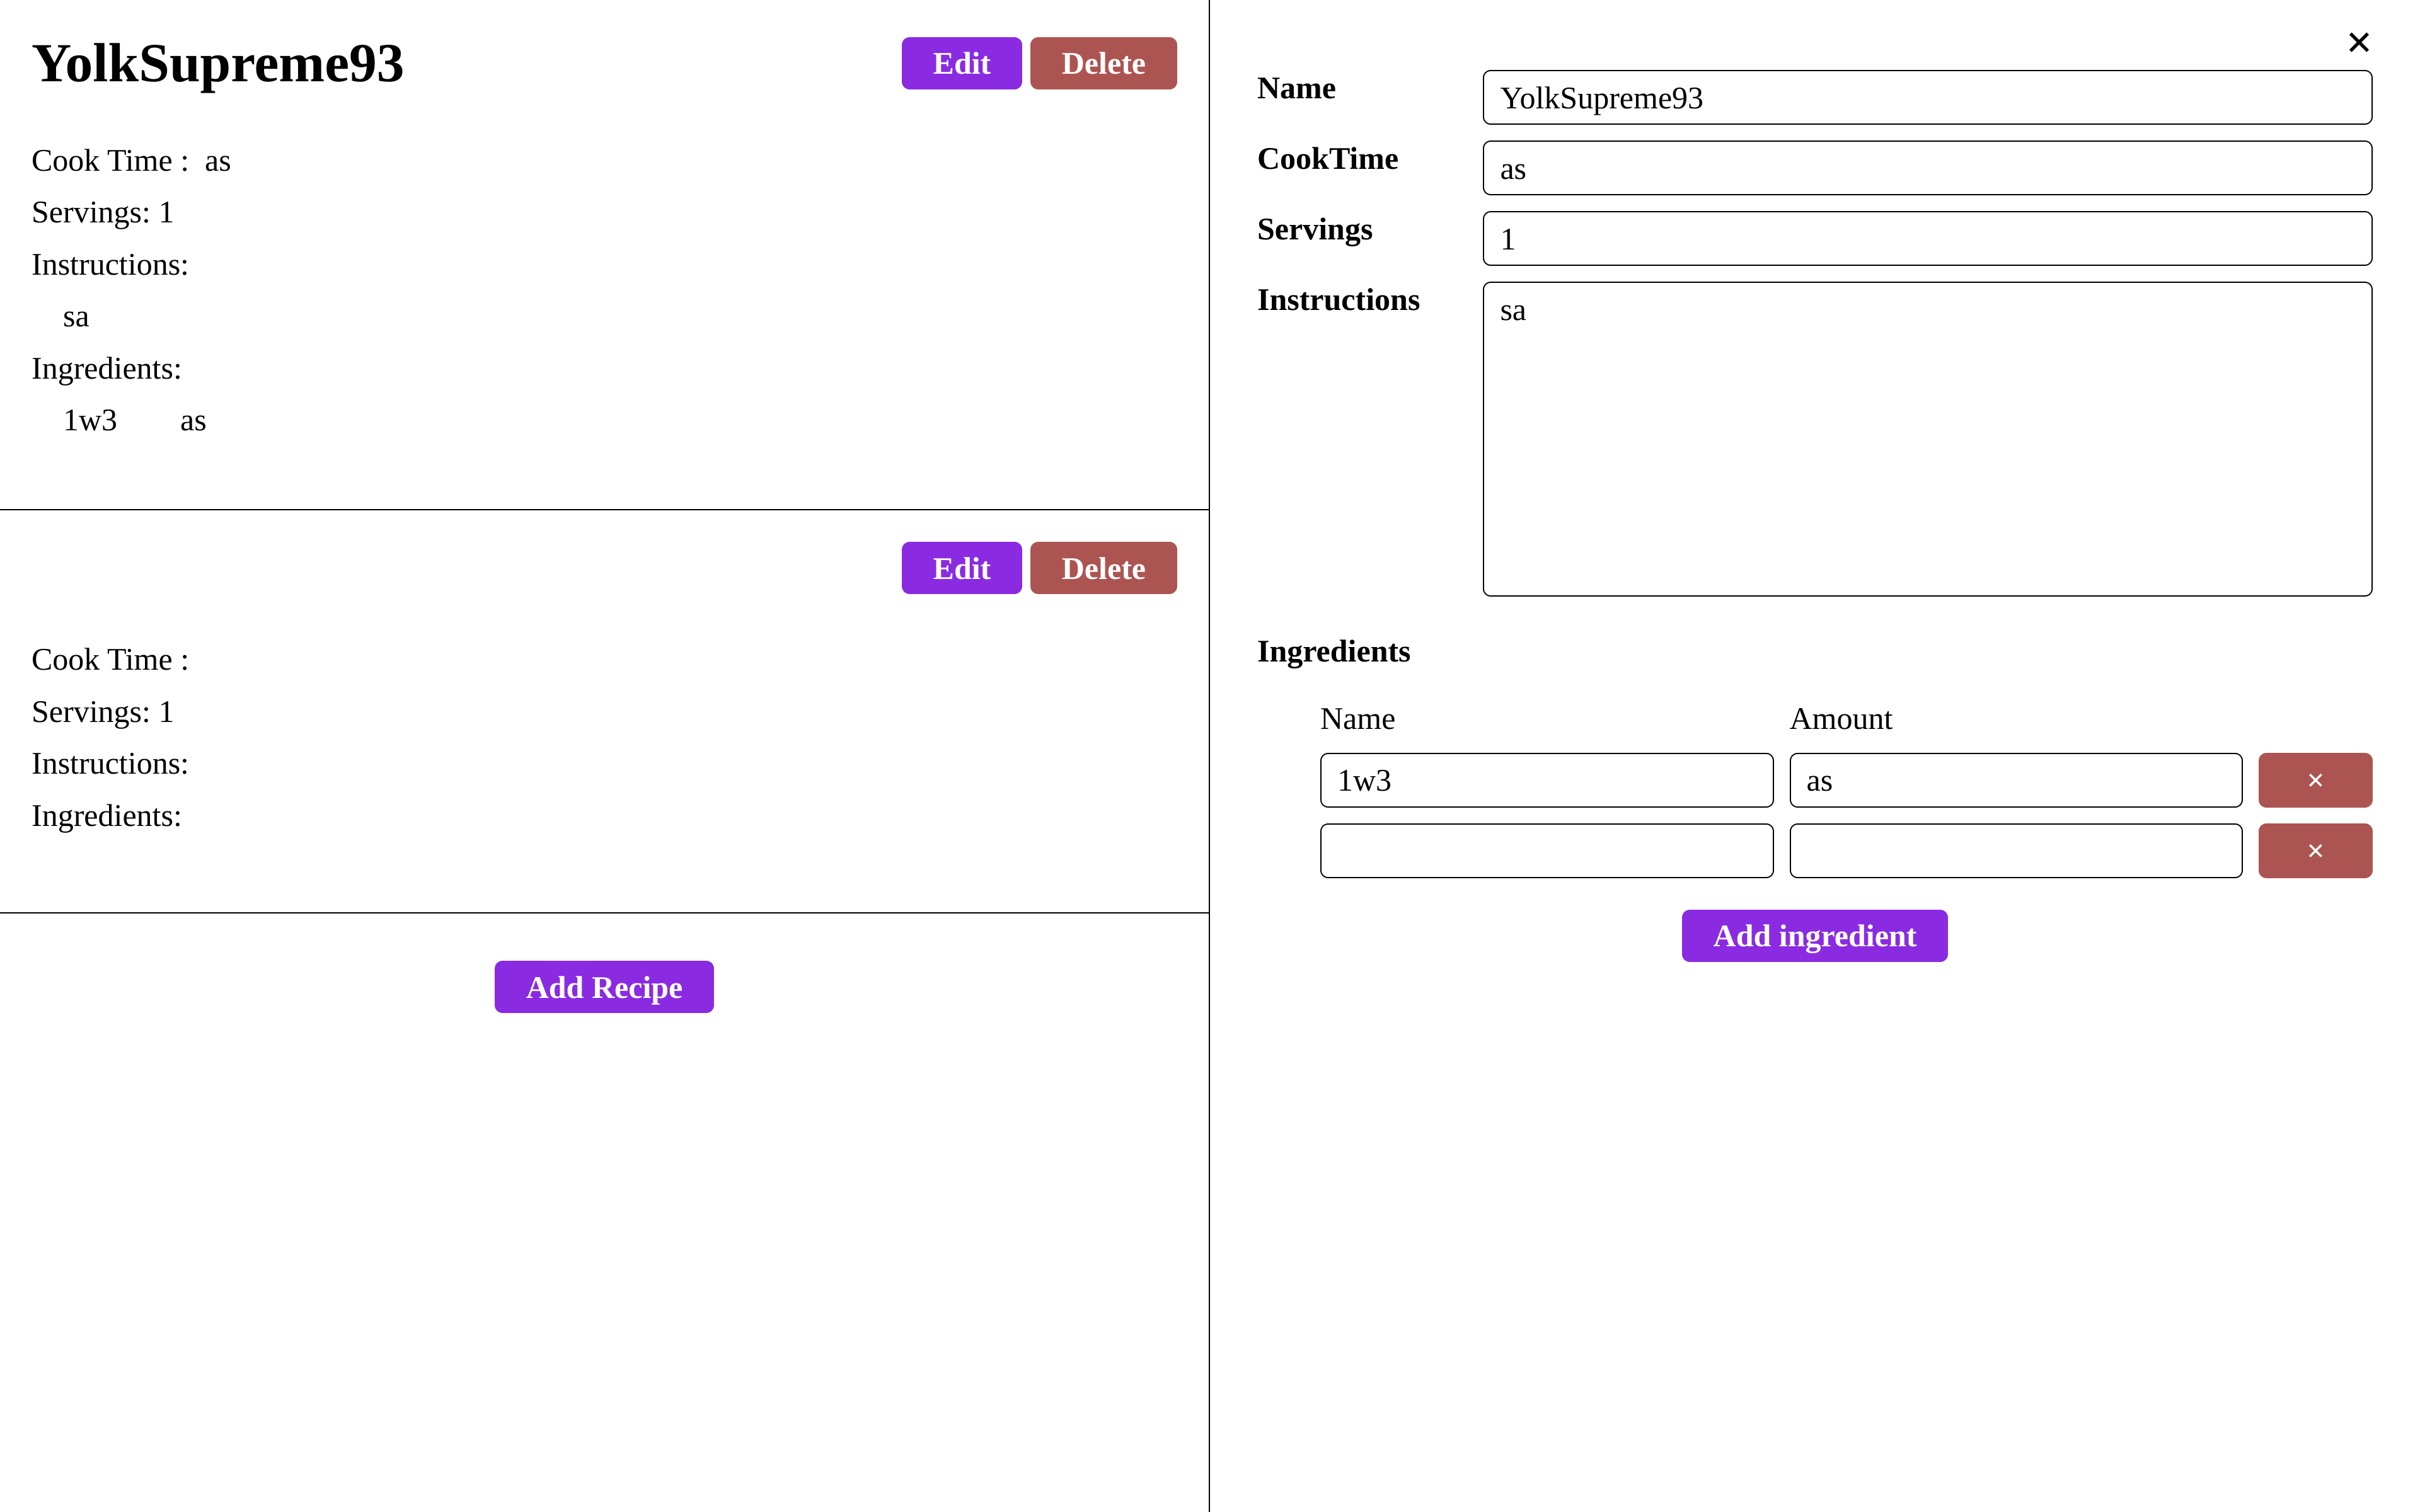 YolkSupreme93
Edit Delete
Cook Time : as
Servings: 1
Instructions:
sa
Ingredients:
1w3 as
Edit Delete
Cook Time :
Servings: 1
Instructions:
Ingredients:
Add Recipe
×
Name YolkSupreme93
CookTime as
Servings 1
Instructions sa
Ingredients
Name Amount
1w3 as ×
×
Add ingredient